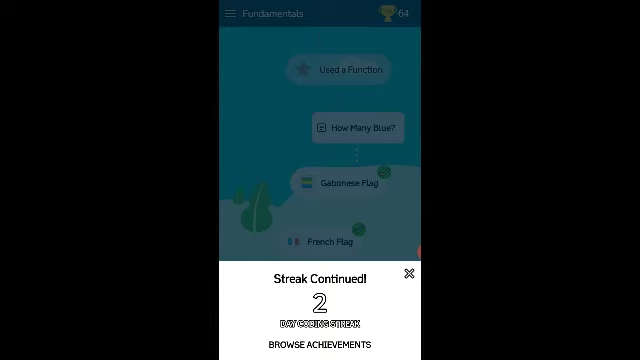 Fundamentals
64
Used a Function
How Many Blue?
Gabonese Flag
French Flag
Streak Continued!
2
DAY CODING STREAK
BROWSE ACHIEVEMENTS